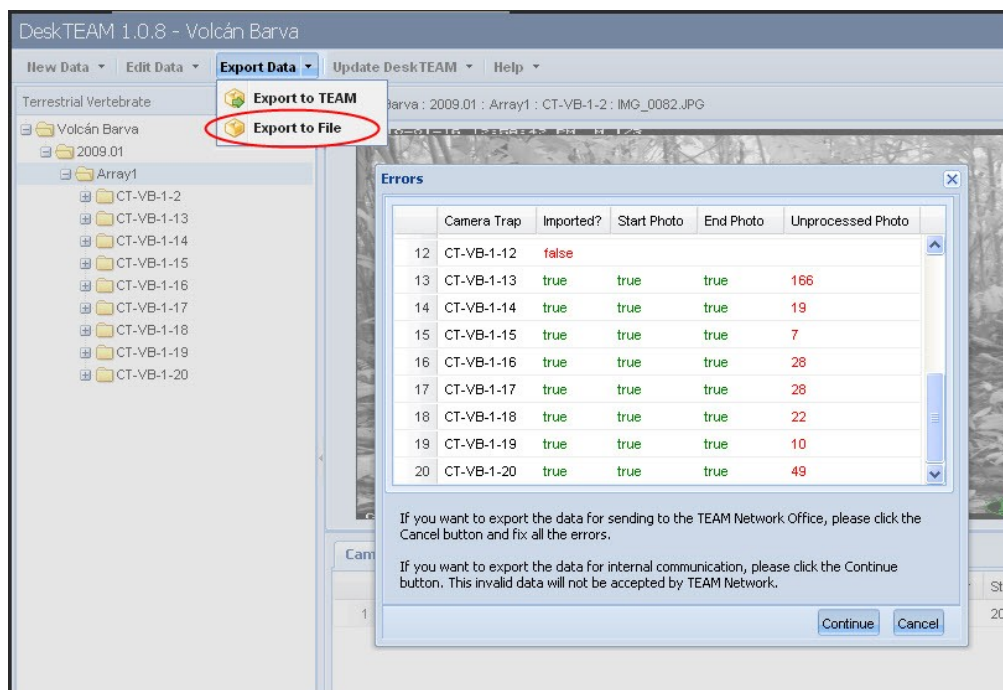 DeskTEAM 1.0.8 - Volcán Barva
New Data Edit Data Export Data Update DeskTEAM Help
Export to TEAM
Export to File
Terrestrial Vertebrate
Barva : 2009.01 : Array1 : CT-VB-1-2 : IMG_0082.JPG
Volcán Barva
2009.01
Array1
CT-VB-1-2
CT-VB-1-13
CT-VB-1-14
CT-VB-1-15
CT-VB-1-16
CT-VB-1-17
CT-VB-1-18
CT-VB-1-19
CT-VB-1-20
Errors
Camera Trap Imported? Start Photo End Photo Unprocessed Photo
12 CT-VB-1-12 false
13 CT-VB-1-13 true true true 166
14 CT-VB-1-14 true true true 19
15 CT-VB-1-15 true true true 7
16 CT-VB-1-16 true true true 28
17 CT-VB-1-17 true true true 28
18 CT-VB-1-18 true true true 22
19 CT-VB-1-19 true true true 10
20 CT-VB-1-20 true true true 49
If you want to export the data for sending to the TEAM Network Office, please click the
Cancel button and fix all the errors.
If you want to export the data for internal communication, please click the Continue
button. This invalid data will not be accepted by TEAM Network.
Continue Cancel
Cam
St
1
20